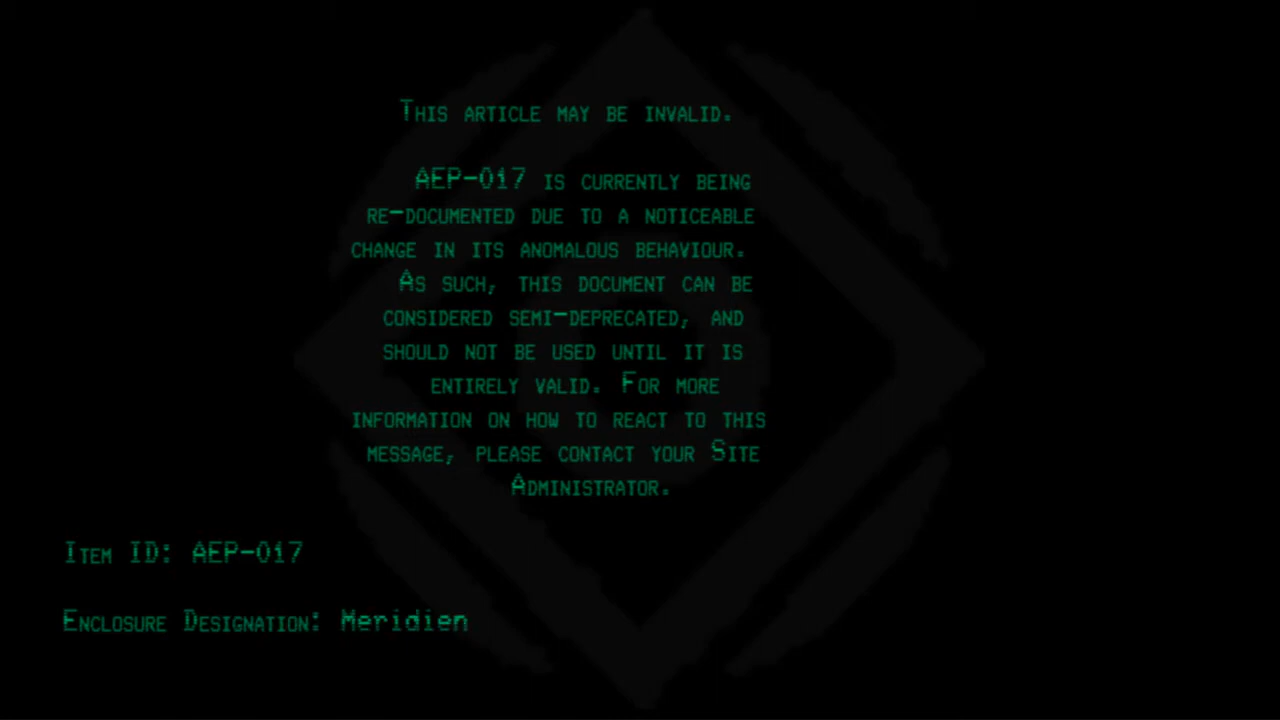 This article may be invalid.
AEP-017 is currently being
re-documented due to a noticeable
change in its anomalous behaviour.
As such, this document can be
considered semi-deprecated, and
should not be used until it is
entirely valid. For more
information on how to react to this
message, please contact your Site
Administrator.
Item ID: AEP-017
Enclosure Designation: Meridien